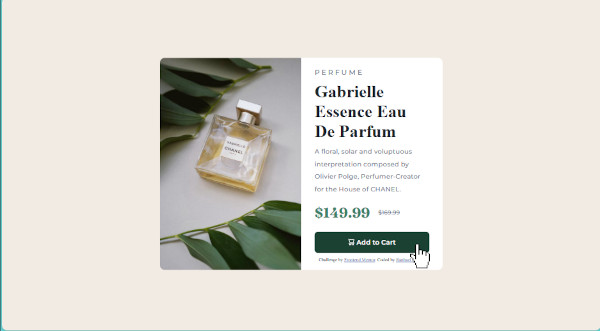 PERFUME
Gabrielle
Essence Eau
De Parfum
A floral, solar and voluptuous
interpretation composed by
Olivier Polge, Perfumer-Creator
for the House of CHANEL.
$149.99 $169.99
Add to Cart
Challenge by Frontend Mentor. Coded by
GABRIELLE
CHANEL